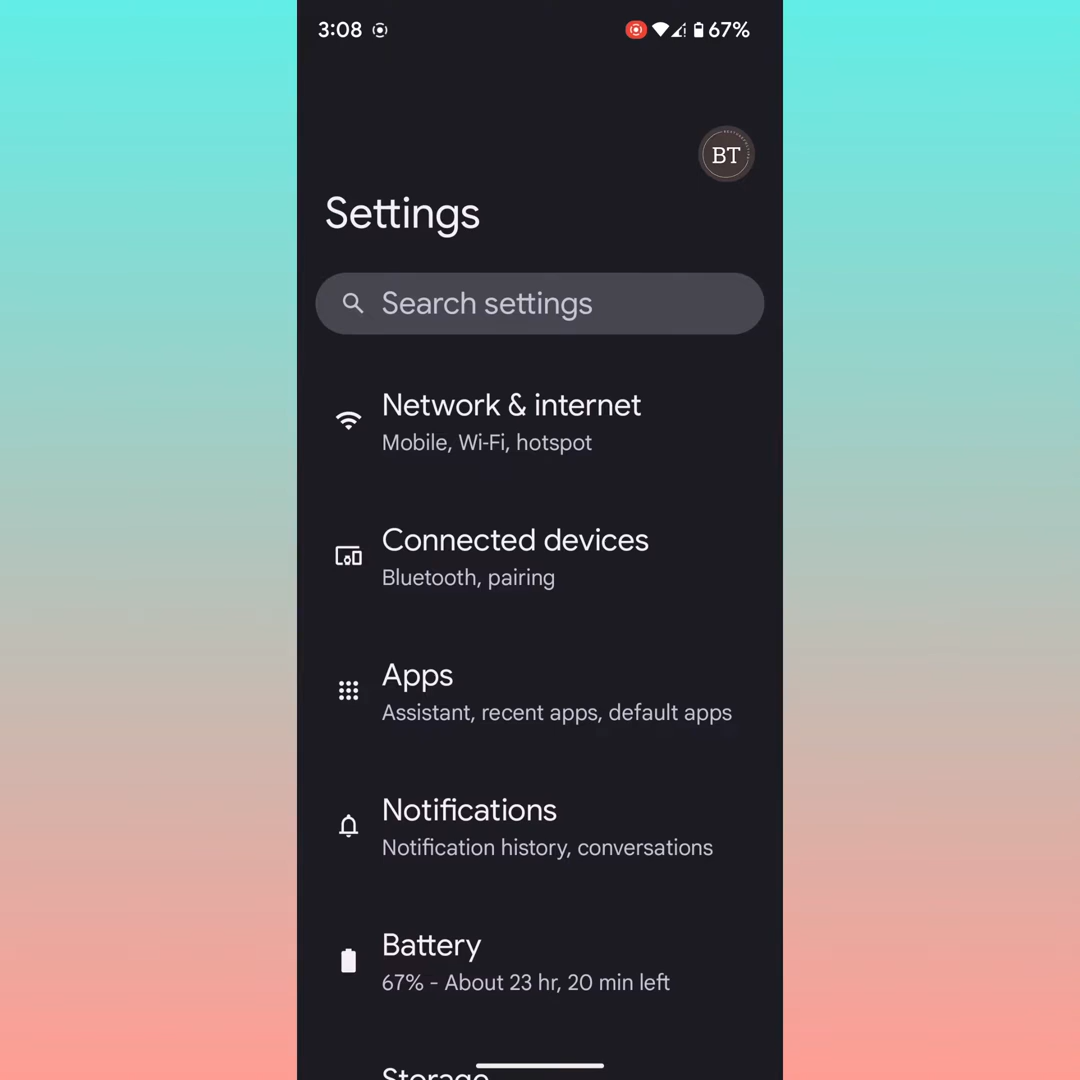 3:08 67%
BT
Settings
Search settings
Network & internet
Mobile, Wi-Fi, hotspot
Connected devices
Bluetooth, pairing
Apps
Assistant, recent apps, default apps
Notifications
Notification history, conversations
Battery
67% - About 23 hr, 20 min left
Storage